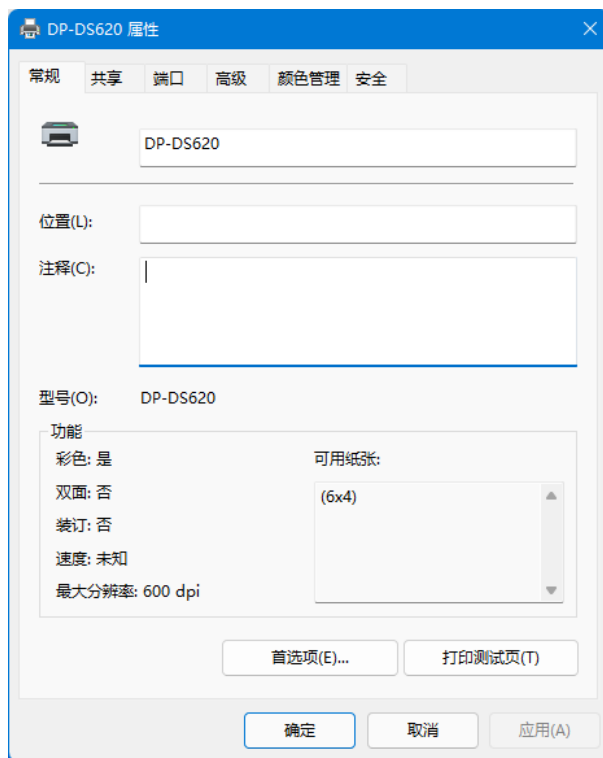 DP-DS620 属性
常规 共享 端口 高级 颜色管理 安全
DP-DS620
位置(L):
注释(C):
型号(O): DP-DS620
功能
彩色: 是 可用纸张:
双面: 否 (6x4)
装订: 否
速度: 未知
最大分辨率: 600 dpi
首选项(E)... 打印测试页(T)
确定 取消 应用(A)